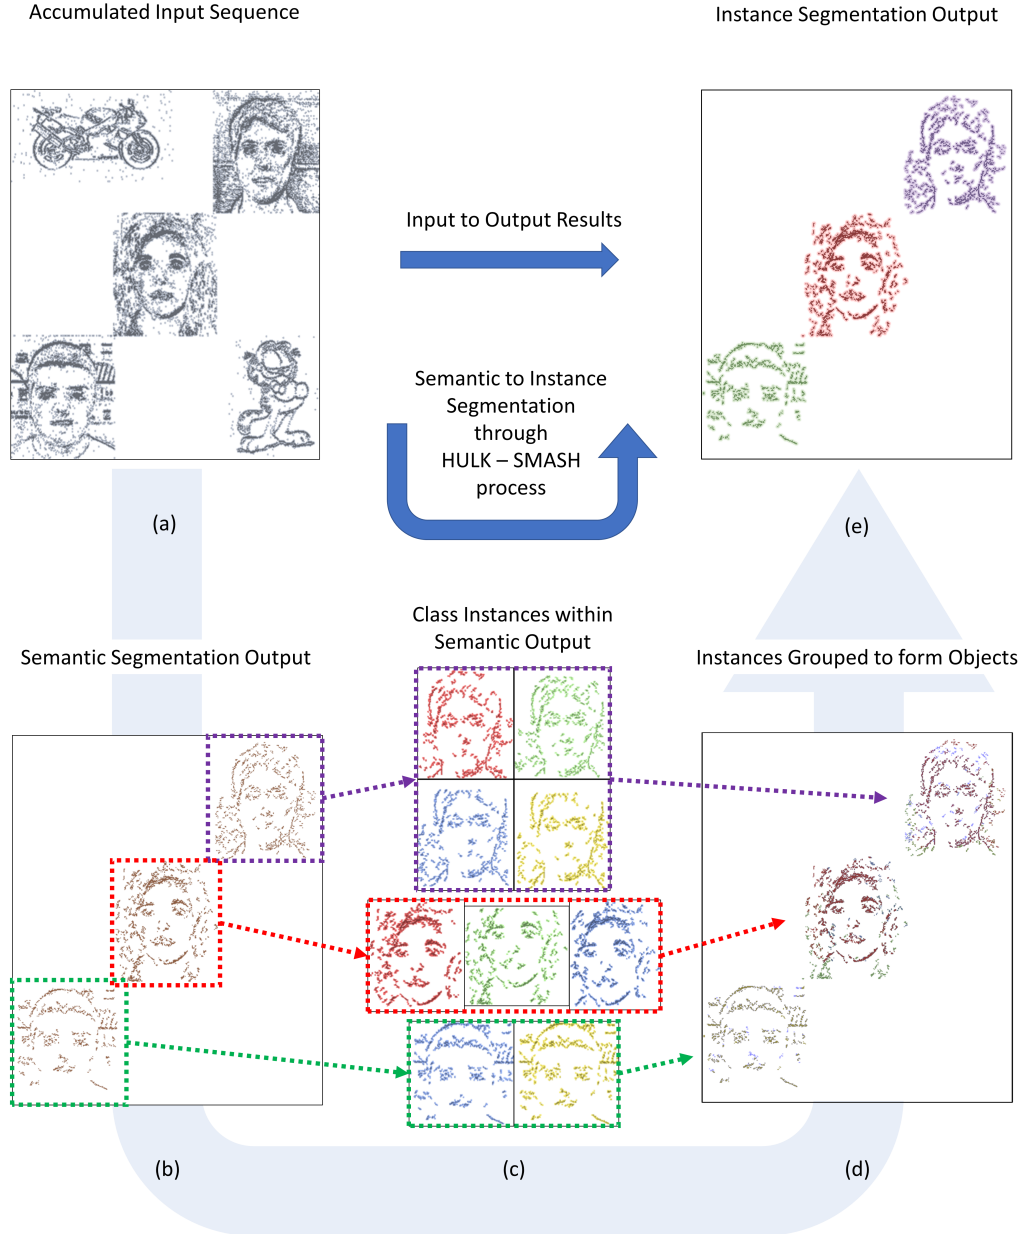 Accumulated Input Sequence
Instance Segmentation Output
Input to Output Results
Semantic to Instance
Segmentation
through
HULK – SMASH
process
(a)
(e)
Class Instances within
Semantic Output
Semantic Segmentation Output
Instances Grouped to form Objects
(b)
(c)
(d)